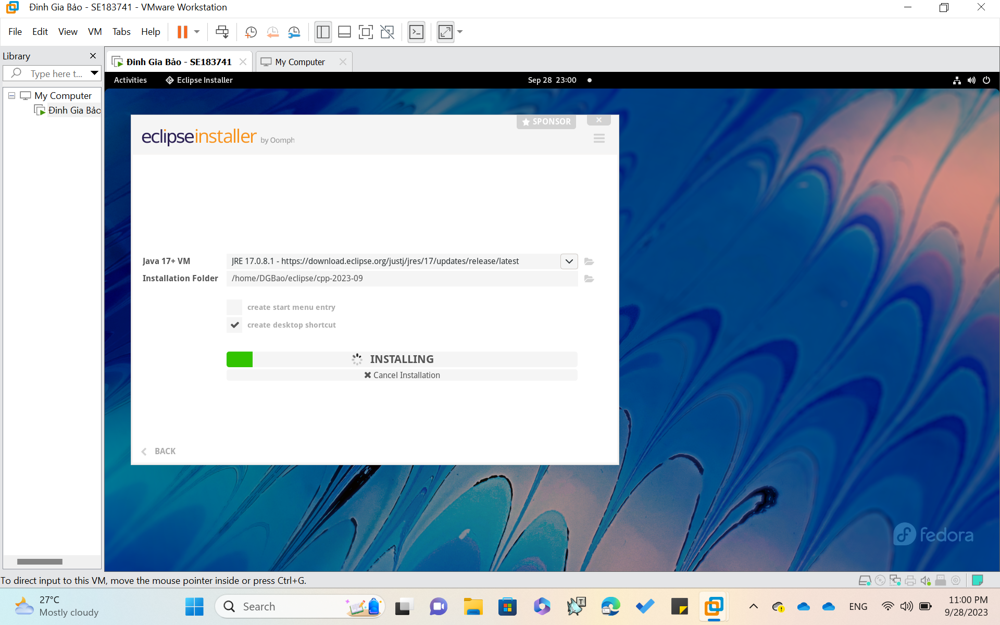 Đinh Gia Bảo - SE183741 - VMware Workstation
File Edit View VM Tabs Help
Library
Type here t...
My Computer
Đinh Gia Bảo
Đinh Gia Bảo - SE183741
My Computer
Activities Eclipse Installer Sep 28 23:00
SPONSOR
eclipseinstaller by Oomph
Java 17+ VM JRE 17.0.8.1 - https://download.eclipse.org/justj/jres/17/updates/release/latest
Installation Folder /home/DGBao/eclipse/cpp-2023-09
create start menu entry
create desktop shortcut
INSTALLING
Cancel Installation
BACK
fedora
To direct input to this VM, move the mouse pointer inside or press Ctrl+G.
27°C
Mostly cloudy
Search
T
ENG
11:00 PM
9/28/2023